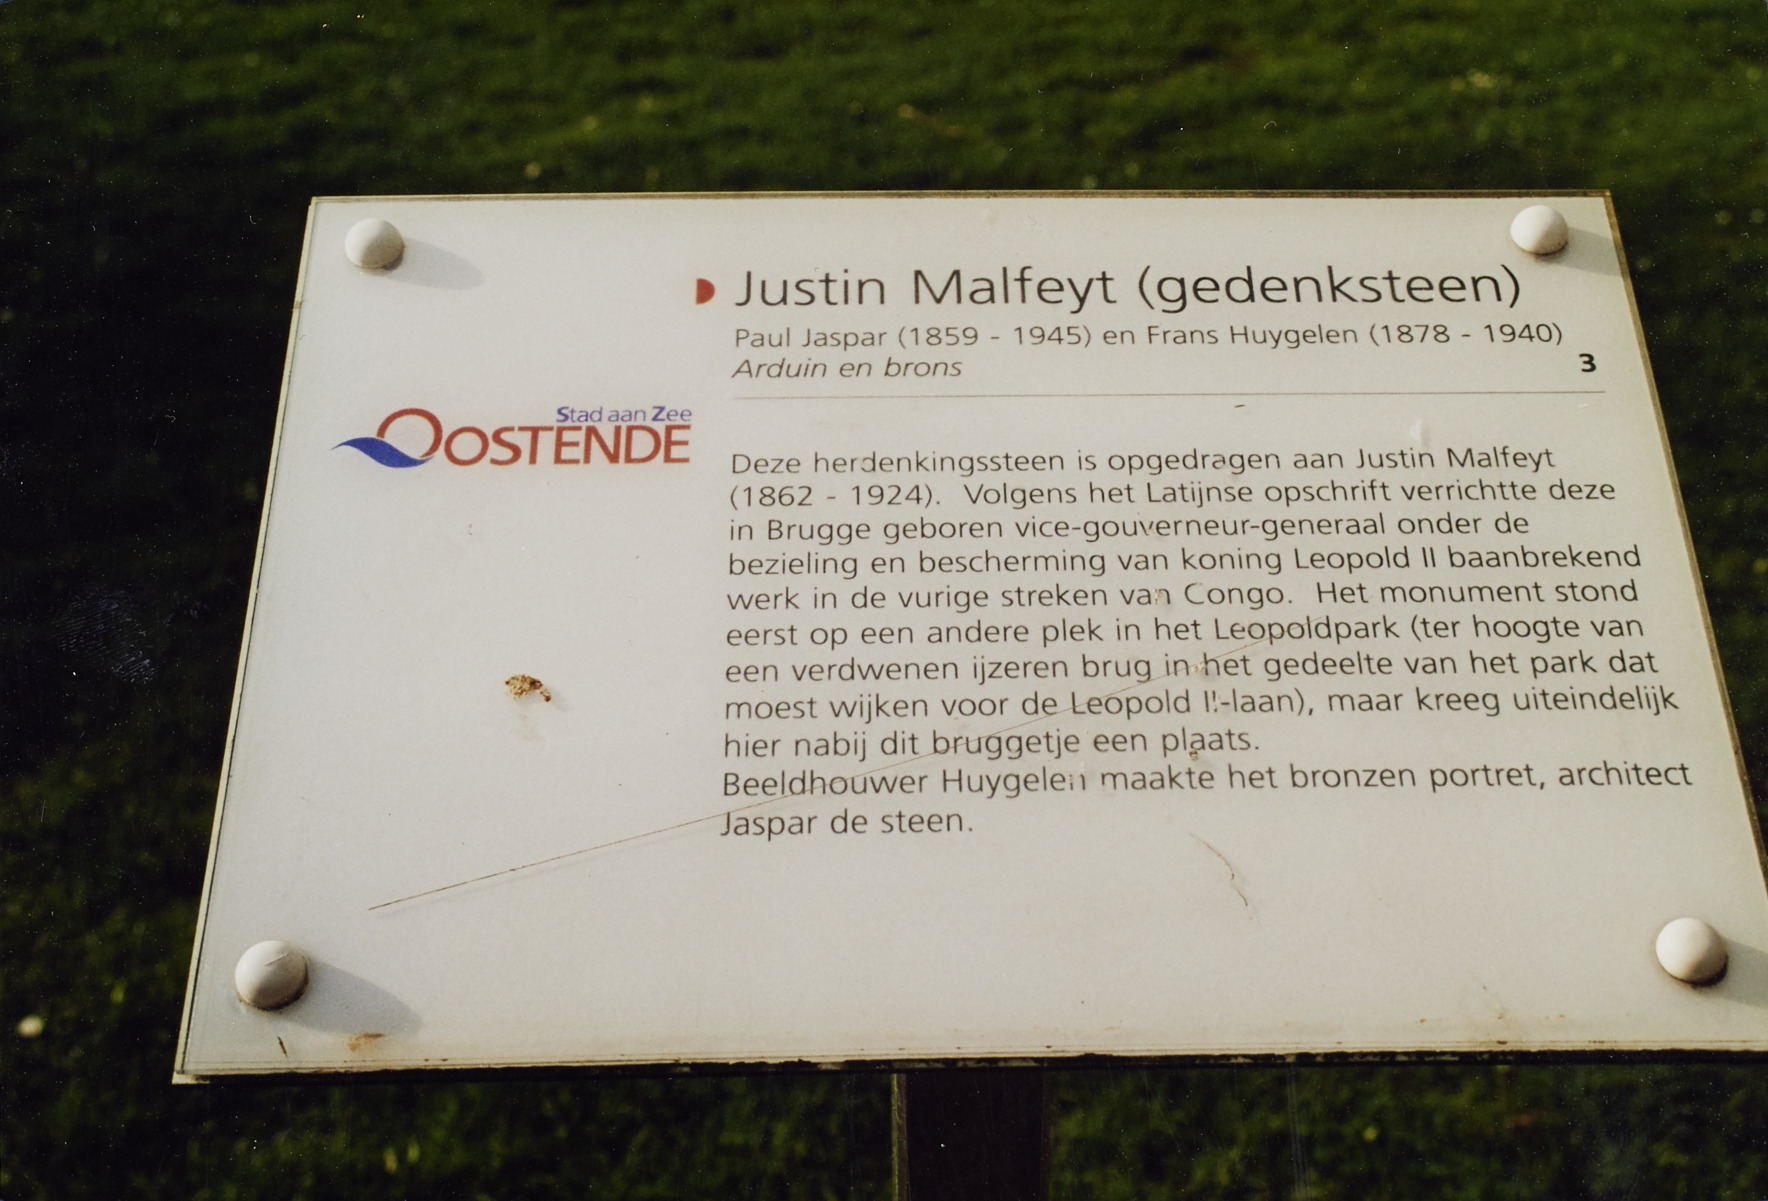 Justin Malfeyt (gedenksteen)
Paul Jaspar (1859 - 1945) en Frans Huygelen (1878 - 1940)
Arduin en brons
3
Stad aan Zee
OOSTENDE
Deze herdenkingssteen is opgedragen aan Justin Malfeyt
(1862 - 1924). Volgens het Latijnse opschrift verrichtte deze
in Brugge geboren vice-gouverneur-generaal onder de
bezieling en bescherming van koning Leopold II baanbrekend
werk in de vurige streken van Congo. Het monument stond
eerst op een andere plek in het Leopoldpark (ter hoogte van
een verdwenen ijzeren brug in het gedeelte van het park dat
moest wijken voor de Leopold II-laan), maar kreeg uiteindelijk
hier nabij dit bruggetje een plaats.
Beeldhouwer Huygelen maakte het bronzen portret, architect
Jaspar de steen.